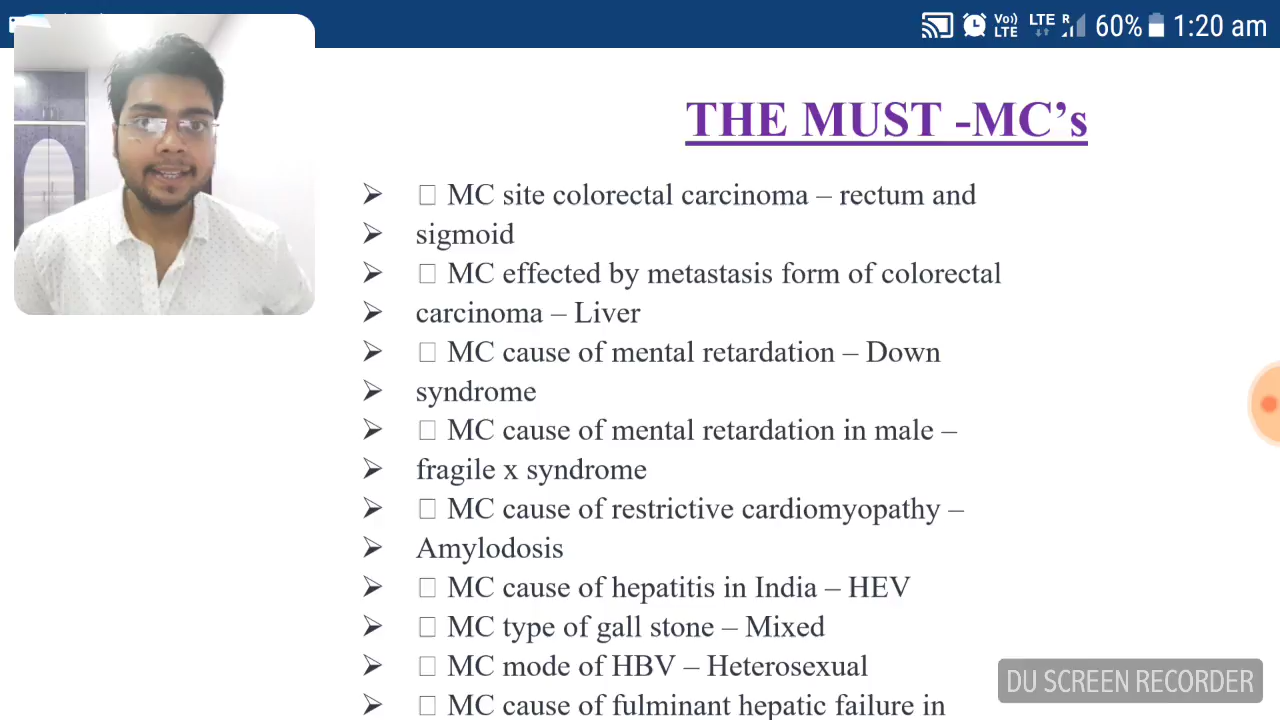 Vo) LTE LTE R 60% 1:20 am
THE MUST -MC’s
➢ □ MC site colorectal carcinoma – rectum and
➢ sigmoid
➢ □ MC effected by metastasis form of colorectal
➢ carcinoma – Liver
➢ □ MC cause of mental retardation – Down
➢ syndrome
➢ □ MC cause of mental retardation in male –
➢ fragile x syndrome
➢ □ MC cause of restrictive cardiomyopathy –
➢ Amylodosis
➢ □ MC cause of hepatitis in India – HEV
➢ □ MC type of gall stone – Mixed
➢ □ MC mode of HBV – Heterosexual
➢ □ MC cause of fulminant hepatic failure in
DU SCREEN RECORDER